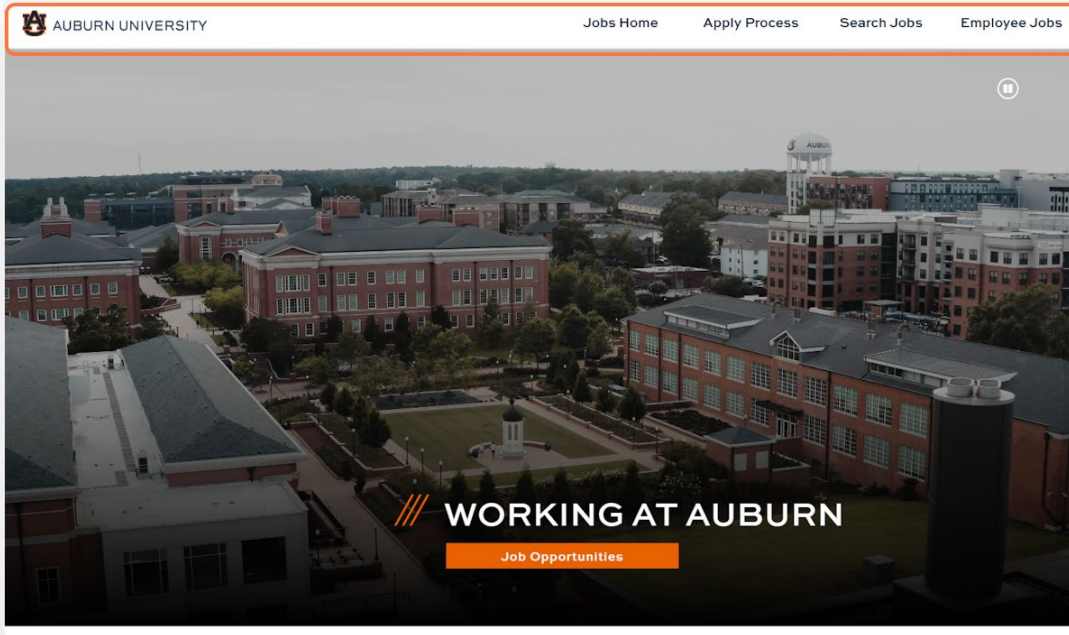 AUBURN UNIVERSITY
Jobs Home Apply Process Search Jobs Employee Jobs
WORKING AT AUBURN
Job Opportunities